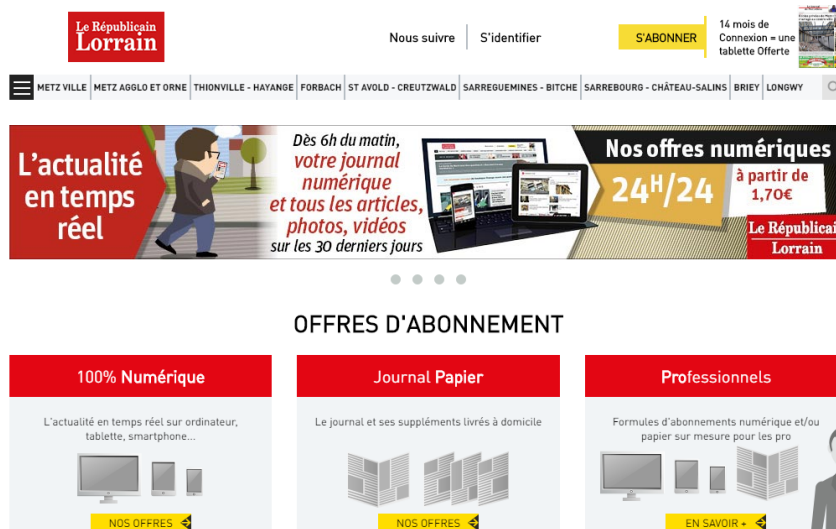 Le Républicain
Lorrain
Nous suivre
S'identifier
S'ABONNER
14 mois de
Connexion = une
tablette Offerte
METZ VILLE
METZ AGGLO ET ORNE
THIONVILLE - HAYANGE
FORBACH
ST AVOLD - CREUTZWALD
SARREGUEMINES - BITCHE
SARREBOURG - CHÂTEAU-SALINS
BRIEY
LONGWY
L'actualité
en temps
réel
Dès 6h du matin,
votre journal
numérique
et tous les articles,
photos, vidéos
sur les 30 derniers jours
Nos offres numériques
24H/24
à partir de
1,70€
Le Républicai
Lorrain
OFFRES D'ABONNEMENT
100% Numérique
L'actualité en temps réel sur ordinateur,
tablette, smartphone...
NOS OFFRES
Journal Papier
Le journal et ses suppléments livrés à domicile
NOS OFFRES
Professionnels
Formules d'abonnements numérique et/ou
papier sur mesure pour les pro
EN SAVOIR +